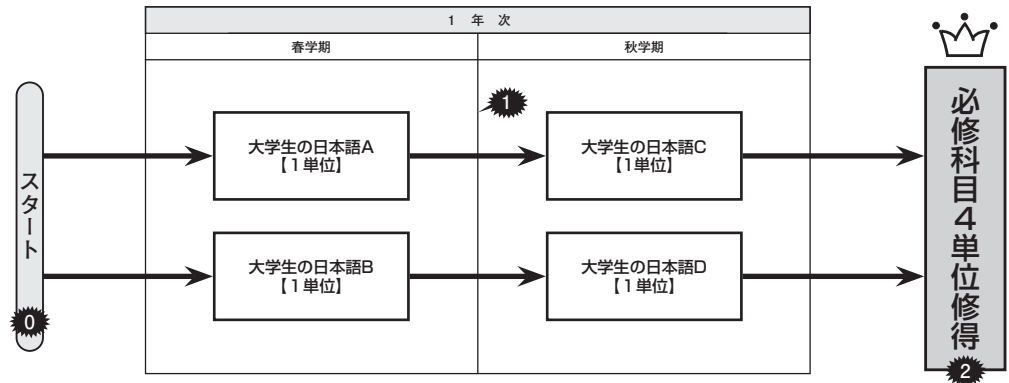 1 年 次
春学期
秋学期
スタート
0
1
大学生の日本語A
【1単位】
大学生の日本語C
【1単位】
大学生の日本語B
【1単位】
大学生の日本語D
【1単位】
必修科目4単位修得
2